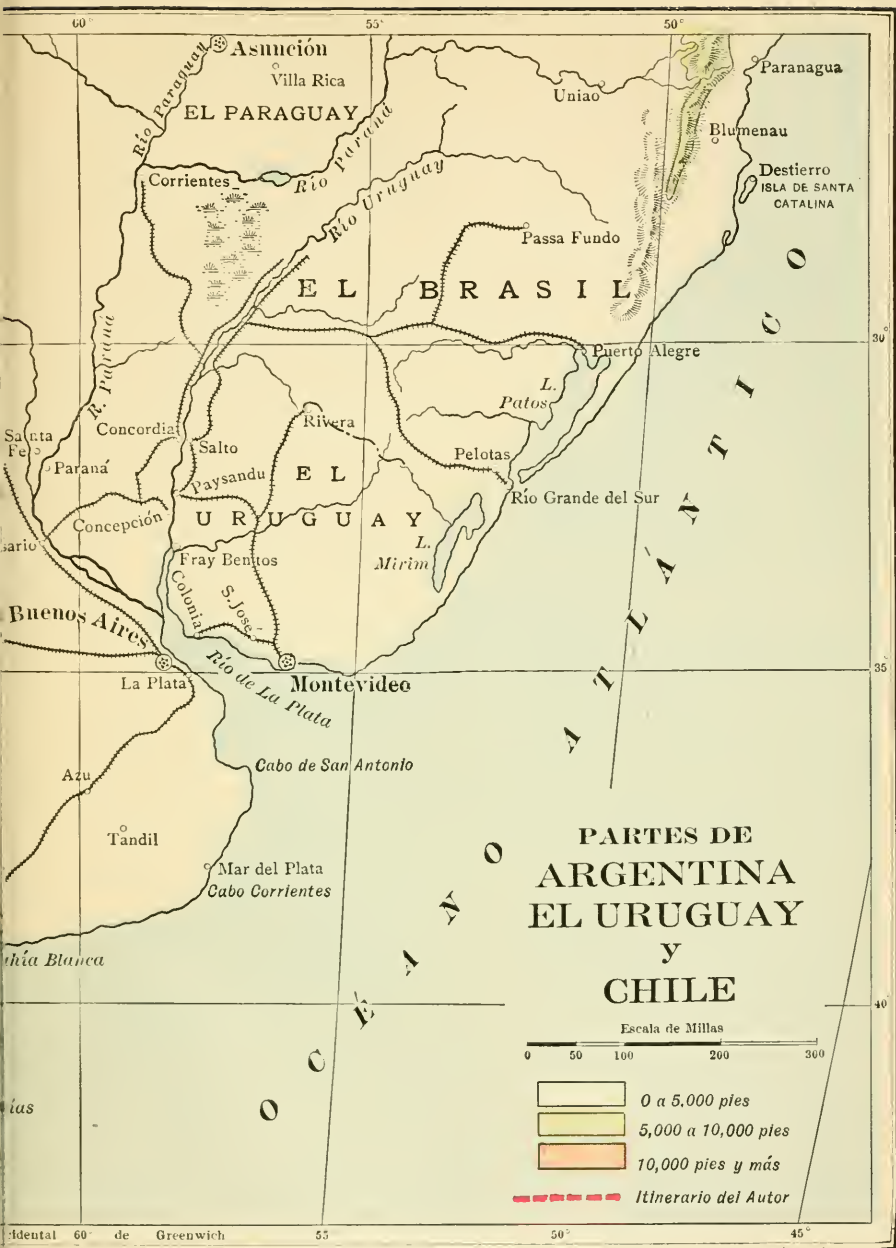 60°
55°
50°
Asunción
Villa Rica
EL PARAGUAY
Río Paraguay
Río Paraná
Corrientes
Río Uruguay
Uniao
Paranagua
Blumenau
Destierro
ISLA DE SANTA
CATALINA
Passa Fundo
EL BRASIL
30°
Puerto Alegre
L.
Patos
R. Paraná
Concordia
Rivera
Salto
Santa
Fe
Paraná
Paysandu
Pelotas
EL
URUGUAY
Río Grande del Sur
Concepción
L.
Mirim
sario
Fray Bentos
Colonia
S. José
Buenos Aires
Río de La Plata
Montevideo
La Plata
35°
Cabo de San Antonio
Azu
Tandil
Mar del Plata
Cabo Corrientes
hía Blanca
OCÉANO ATLÁNTICO
PARTES DE
ARGENTINA
EL URUGUAY
y
CHILE
40°
Escala de Millas
0 50 100 200 300
0 a 5,000 pies
5,000 a 10,000 pies
10,000 pies y más
Itinerario del Autor
ías
cidental 60° de Greenwich 55 50° 45°